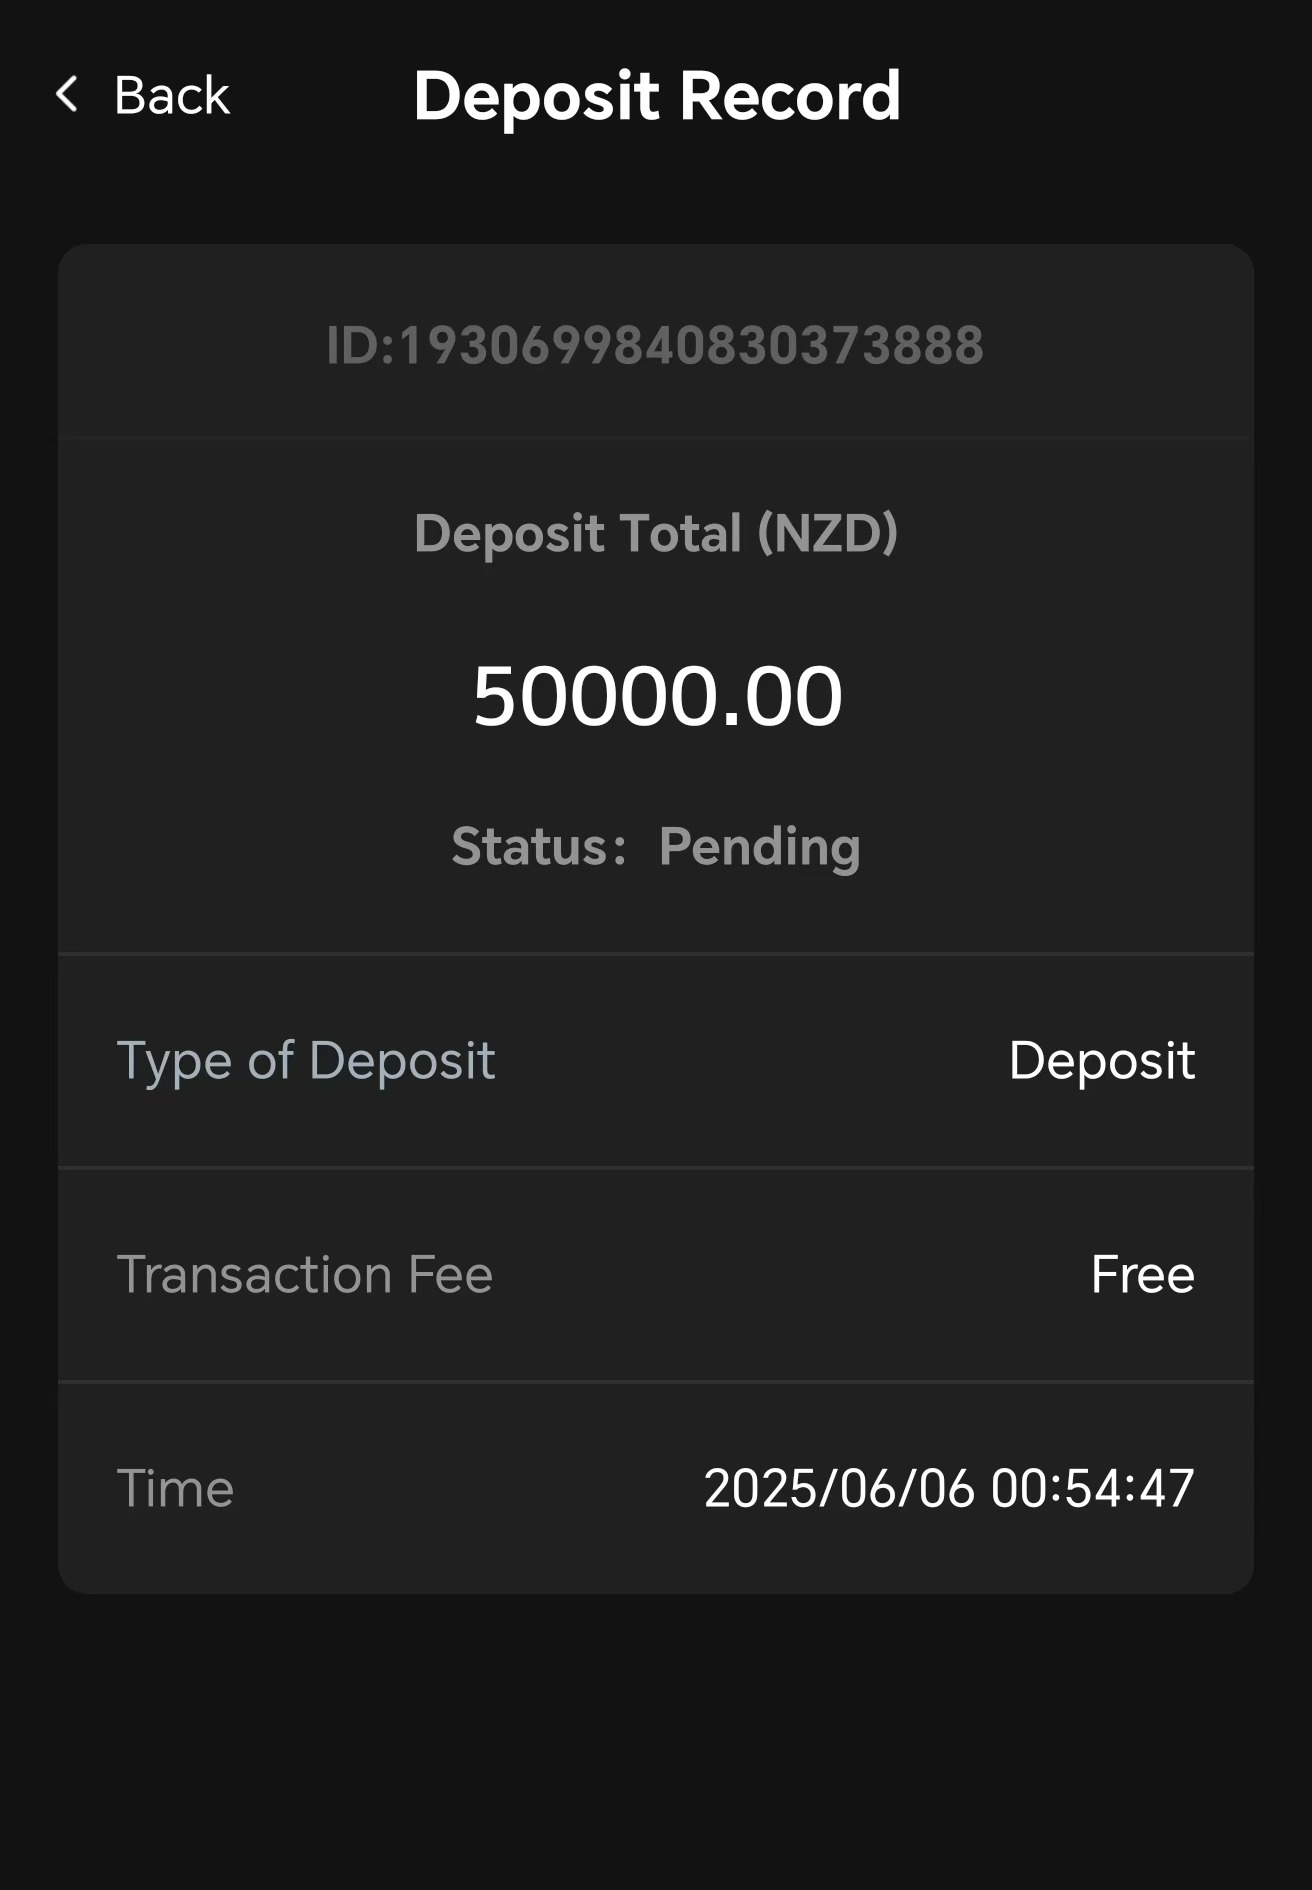 Back
Deposit Record
ID:1930699840830373888
Deposit Total (NZD)
50000.00
Status：Pending
Type of Deposit Deposit
Transaction Fee Free
Time 2025/06/06 00:54:47